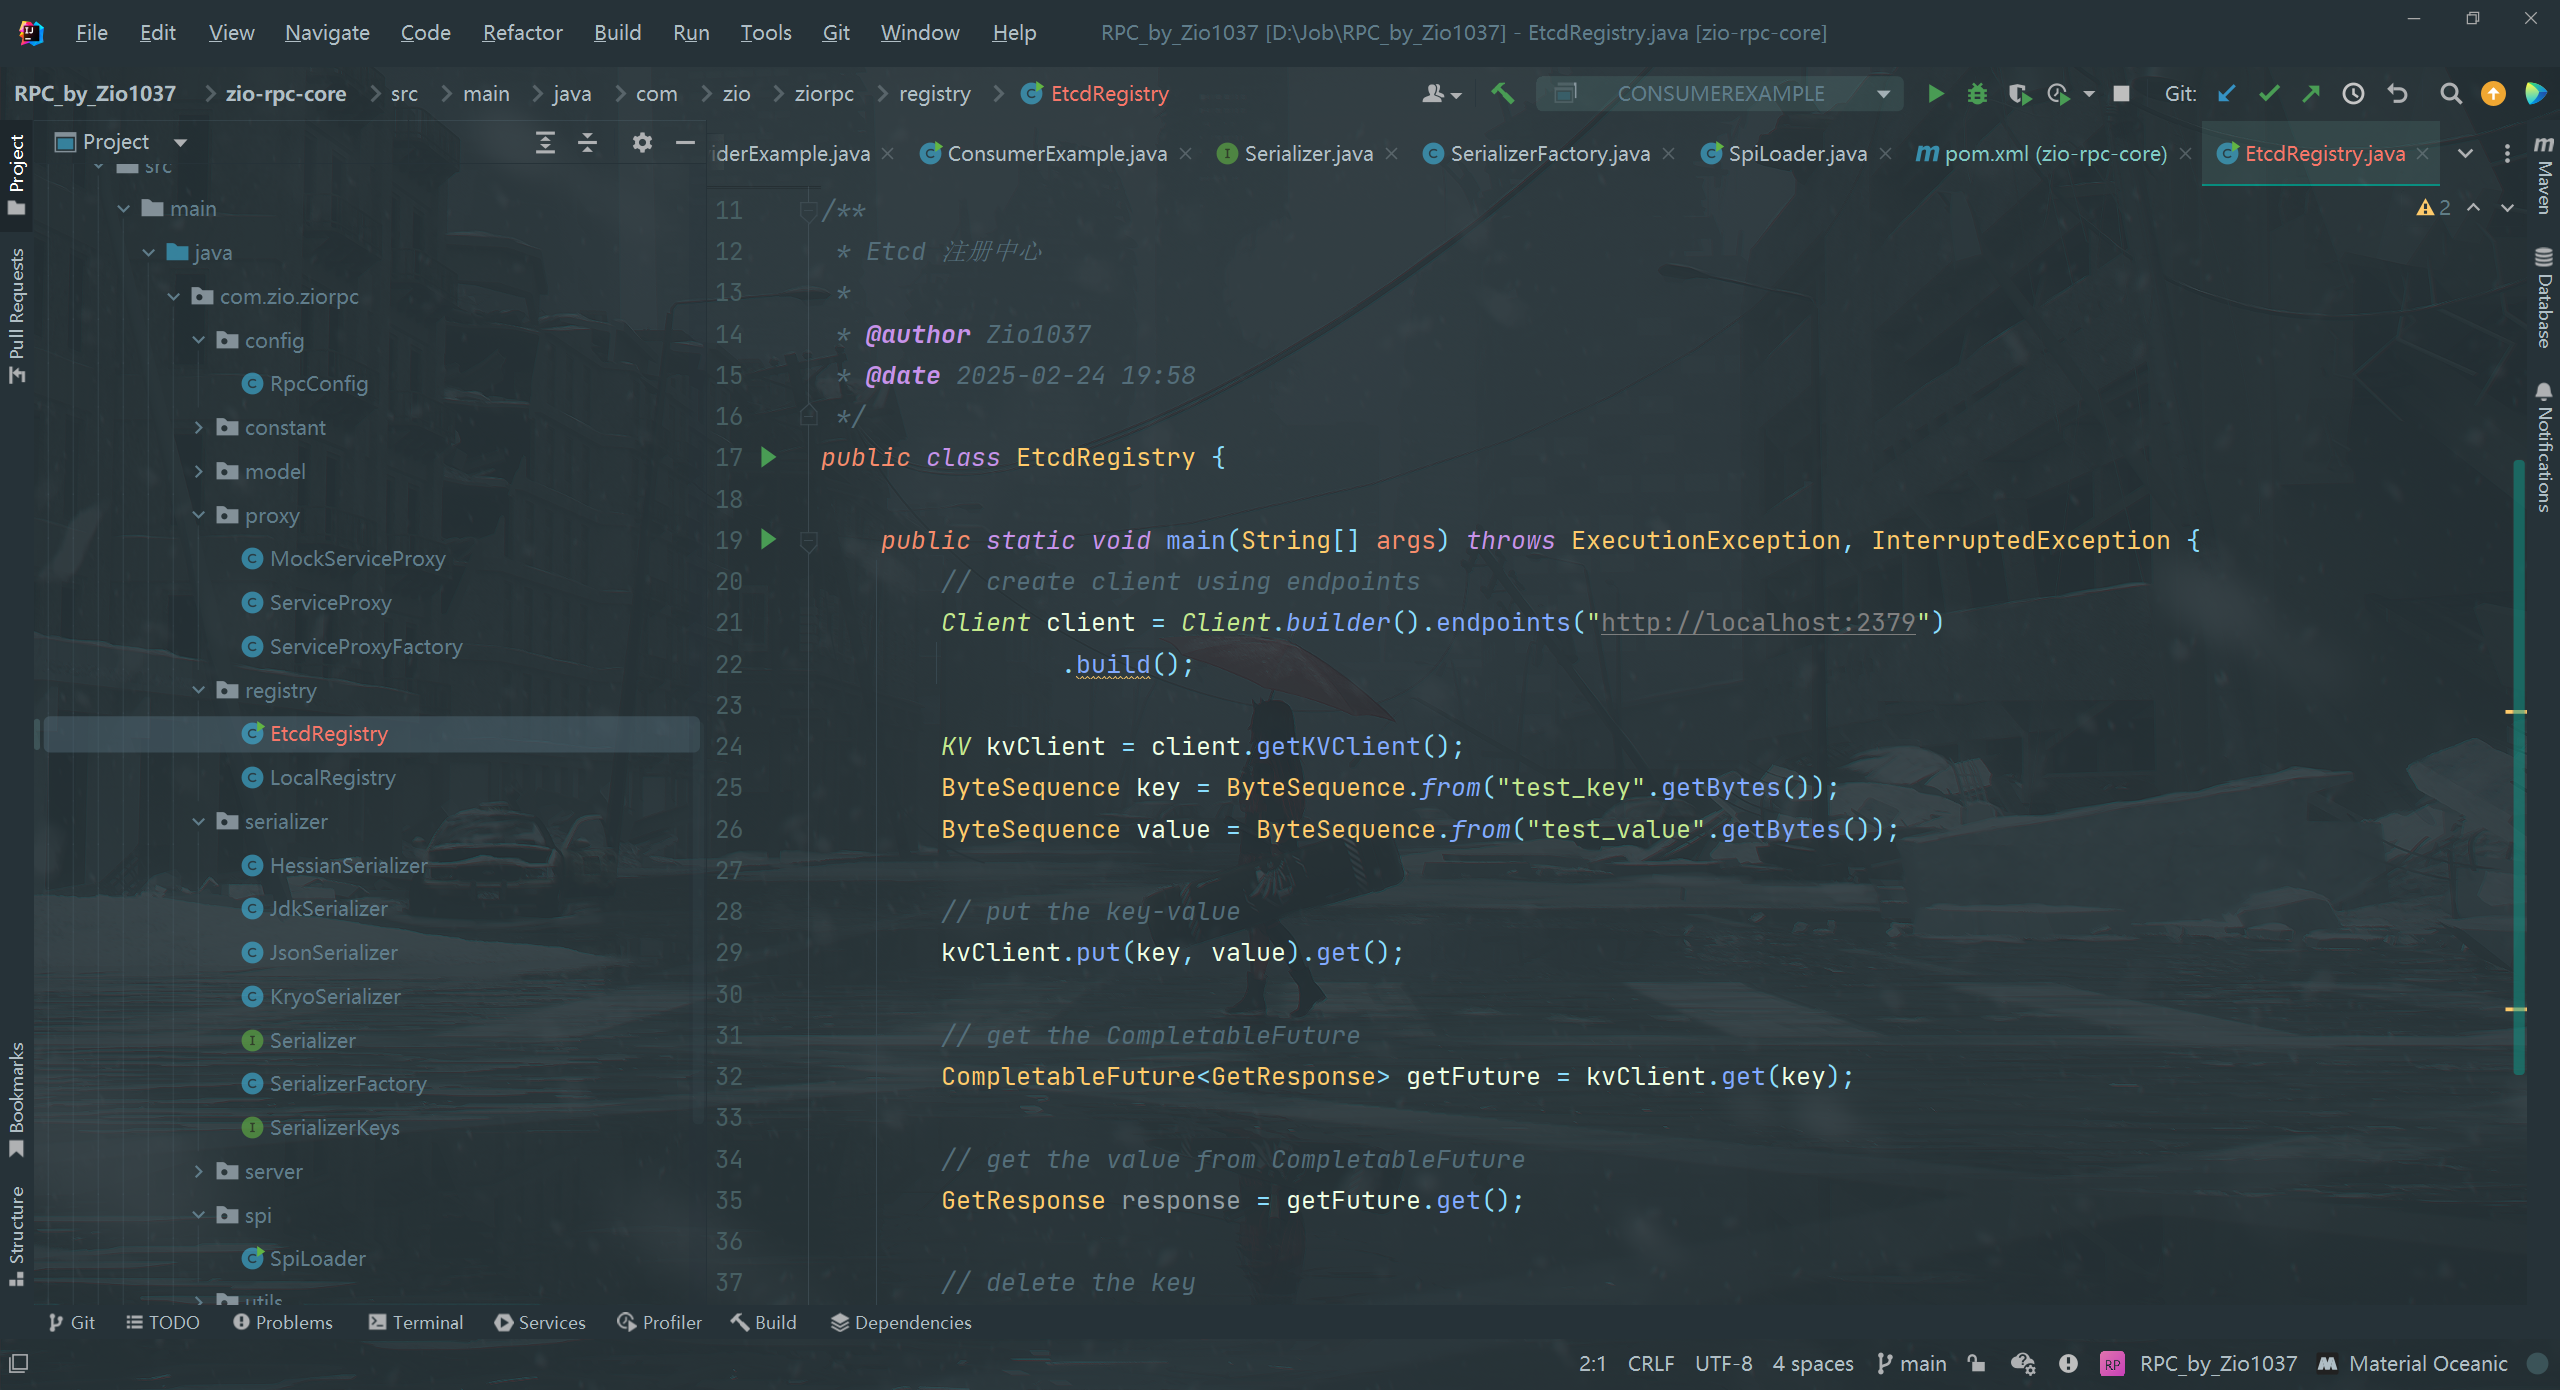 File Edit View Navigate Code Refactor Build Run Tools Git Window Help RPC_by_Zio1037 [D:\Job\RPC_by_Zio1037] - EtcdRegistry.java [zio-rpc-core]
RPC_by_Zio1037 zio-rpc-core src main java com zio ziorpc registry EtcdRegistry CONSUMEREXAMPLE Git:
Project
iderExample.java ConsumerExample.java Serializer.java SerializerFactory.java SpiLoader.java pom.xml (zio-rpc-core) EtcdRegistry.java
2
Project
Pull Requests
Bookmarks
Structure
src
main
java
com.zio.ziorpc
config
RpcConfig
constant
model
proxy
MockServiceProxy
ServiceProxy
ServiceProxyFactory
registry
EtcdRegistry
LocalRegistry
serializer
HessianSerializer
JdkSerializer
JsonSerializer
KryoSerializer
Serializer
SerializerFactory
SerializerKeys
server
spi
SpiLoader
utils
11 /**
12 * Etcd 注册中心
13 *
14 * @author Zio1037
15 * @date 2025-02-24 19:58
16 */
17 public class EtcdRegistry {
18
19 public static void main(String[] args) throws ExecutionException, InterruptedException {
20 // create client using endpoints
21 Client client = Client.builder().endpoints("http://localhost:2379")
22 .build();
23
24 KV kvClient = client.getKVClient();
25 ByteSequence key = ByteSequence.from("test_key".getBytes());
26 ByteSequence value = ByteSequence.from("test_value".getBytes());
27
28 // put the key-value
29 kvClient.put(key, value).get();
30
31 // get the CompletableFuture
32 CompletableFuture<GetResponse> getFuture = kvClient.get(key);
33
34 // get the value from CompletableFuture
35 GetResponse response = getFuture.get();
36
37 // delete the key
Maven
Database
Notifications
Git TODO Problems Terminal Services Profiler Build Dependencies
2:1 CRLF UTF-8 4 spaces main RP RPC_by_Zio1037 Material Oceanic